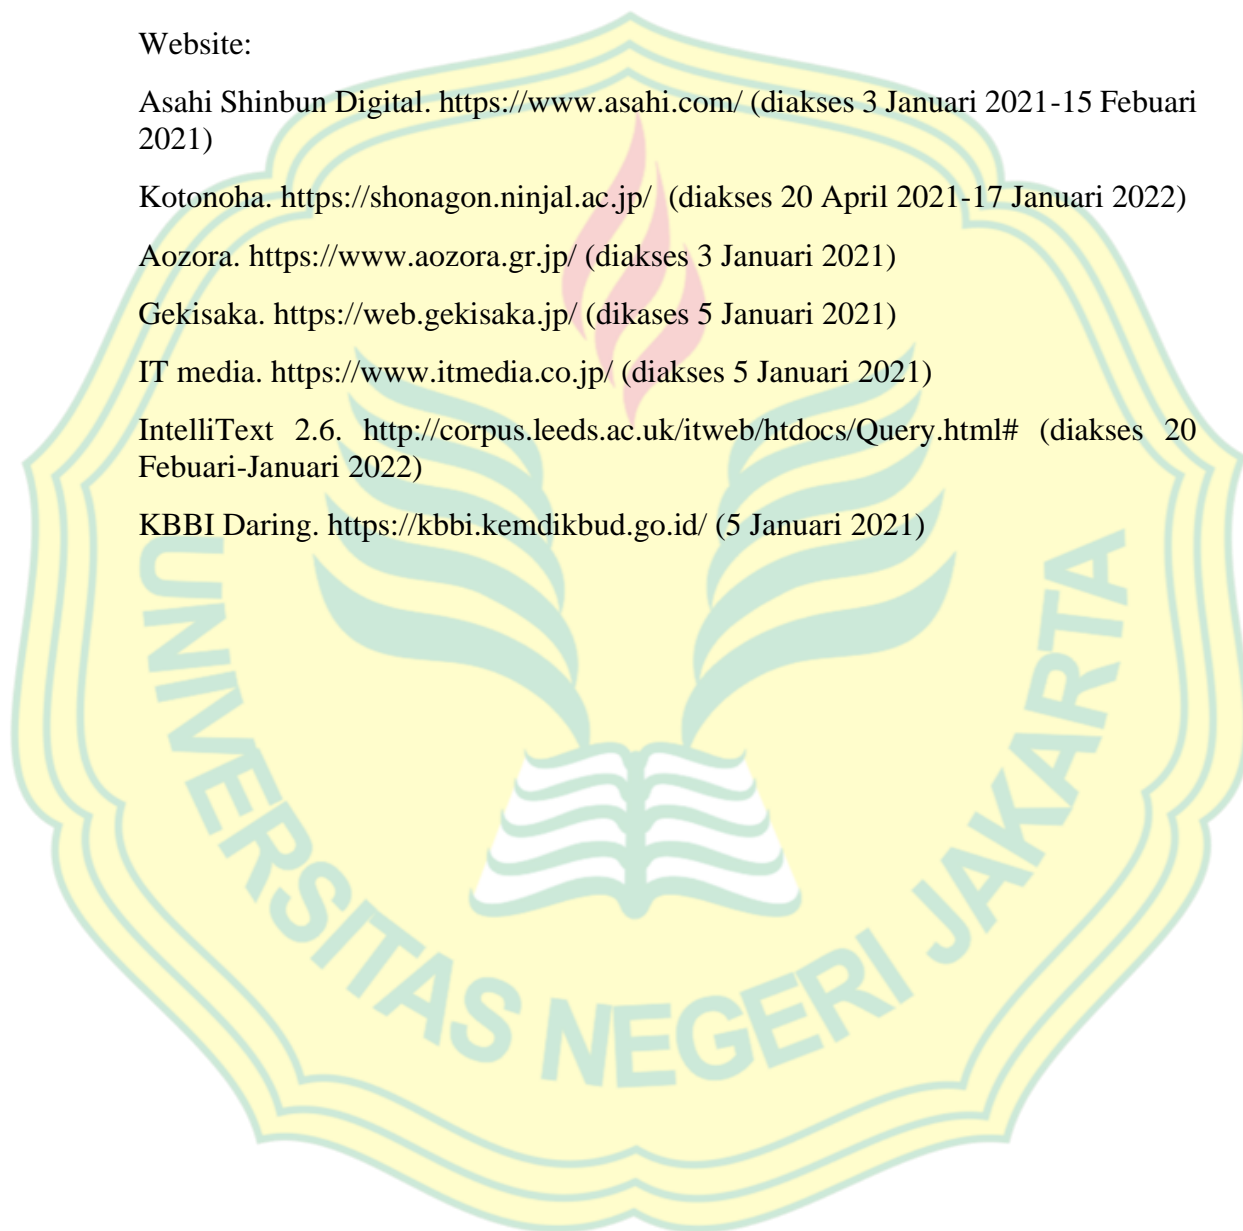 Website:
Asahi Shinbun Digital. https://www.asahi.com/ (diakses 3 Januari 2021-15 Febuari
2021)
Kotonoha. https://shonagon.ninjal.ac.jp/ (diakses 20 April 2021-17 Januari 2022)
Aozora. https://www.aozora.gr.jp/ (diakses 3 Januari 2021)
Gekisaka. https://web.gekisaka.jp/ (dikases 5 Januari 2021)
IT media. https://www.itmedia.co.jp/ (diakses 5 Januari 2021)
IntelliText 2.6. http://corpus.leeds.ac.uk/itweb/htdocs/Query.html# (diakses 20
Febuari-Januari 2022)
KBBI Daring. https://kbbi.kemdikbud.go.id/ (5 Januari 2021)
UNIVERSITAS NEGERI JAKARTA